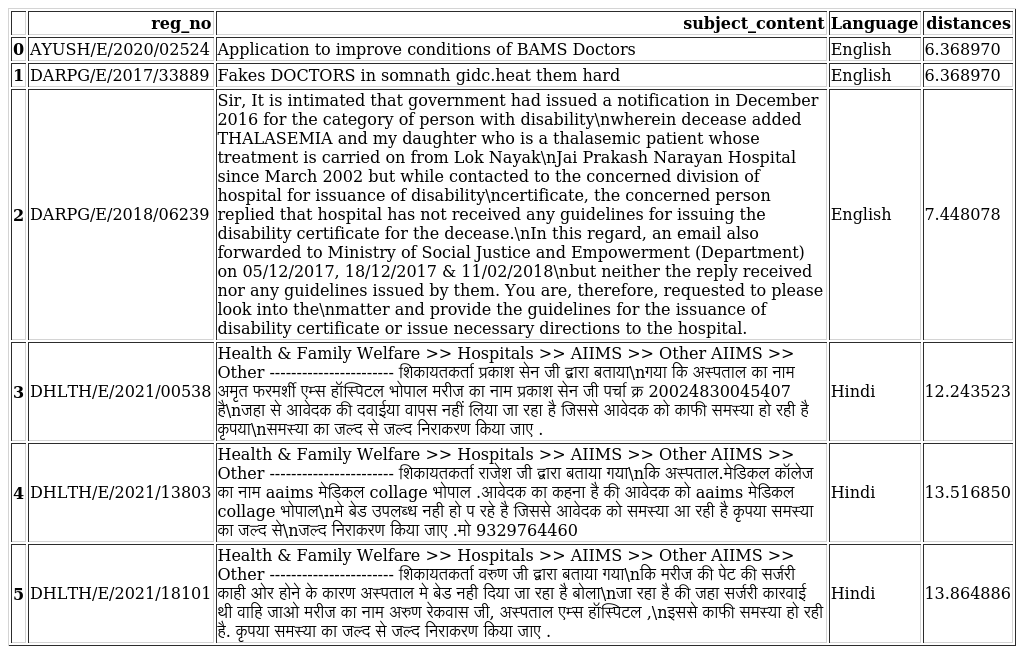 reg_no subject_content Language distances
0 AYUSH/E/2020/02524 Application to improve conditions of BAMS Doctors English 6.368970
1 DARPG/E/2017/33889 Fakes DOCTORS in somnath gidc.heat them hard English 6.368970
Sir, It is intimated that government had issued a notification in December
2016 for the category of person with disability\nwherein decease added
THALASEMIA and my daughter who is a thalasemic patient whose
treatment is carried on from Lok Nayak\nJai Prakash Narayan Hospital
since March 2002 but while contacted to the concerned division of
hospital for issuance of disability\ncertificate, the concerned person
2 DARPG/E/2018/06239 replied that hospital has not received any guidelines for issuing the English 7.448078
disability certificate for the decease.\nIn this regard, an email also
forwarded to Ministry of Social Justice and Empowerment (Department)
on 05/12/2017, 18/12/2017 & 11/02/2018\nbut neither the reply received
nor any guidelines issued by them. You are, therefore, requested to please
look into the\nmatter and provide the guidelines for the issuance of
disability certificate or issue necessary directions to the hospital.
Health & Family Welfare >> Hospitals >> AIIMS >> Other AIIMS >>
Other ----------------------- शिकायतकर्ता प्रकाश सेन जी द्वारा बताया\nगया कि अस्पताल का नाम
3 DHLTH/E/2021/00538 अमृत फरमर्शी एम्स हॉस्पिटल भोपाल मरीज का नाम प्रकाश सेन जी पर्चा क्र 20024830045407 Hindi 12.243523
है\nजहा से आवेदक की दवाईया वापस नहीं लिया जा रहा है जिससे आवेदक को काफी समस्या हो रही है
कृपया\nसमस्या का जल्द से जल्द निराकरण किया जाए .
Health & Family Welfare >> Hospitals >> AIIMS >> Other AIIMS >>
Other ----------------------- शिकायतकर्ता राजेश जी द्वारा बताया गया\nकि अस्पताल.मेडिकल कॉलेज
4 DHLTH/E/2021/13803 का नाम aaims मेडिकल collage भोपाल .आवेदक का कहना है की आवेदक को aaims मेडिकल Hindi 13.516850
collage भोपाल\nमे बेड उपलब्ध नही हो प रहे है जिससे आवेदक को समस्या आ रही है कृपया समस्या
का जल्द से\nजल्द निराकरण किया जाए .मो 9329764460
Health & Family Welfare >> Hospitals >> AIIMS >> Other AIIMS >>
Other ----------------------- शिकायतकर्ता वरुण जी द्वारा बताया गया\nकि मरीज की पेट की सर्जरी
5 DHLTH/E/2021/18101 काही ओर होने के कारण अस्पताल मे बेड नही दिया जा रहा है बोला\nजा रहा है की जहा सर्जरी कारवाई Hindi 13.864886
थी वाहि जाओ मरीज का नाम अरुण रेकवास जी, अस्पताल एम्स हॉस्पिटल ,\nइससे काफी समस्या हो रही
है. कृपया समस्या का जल्द से जल्द निराकरण किया जाए .